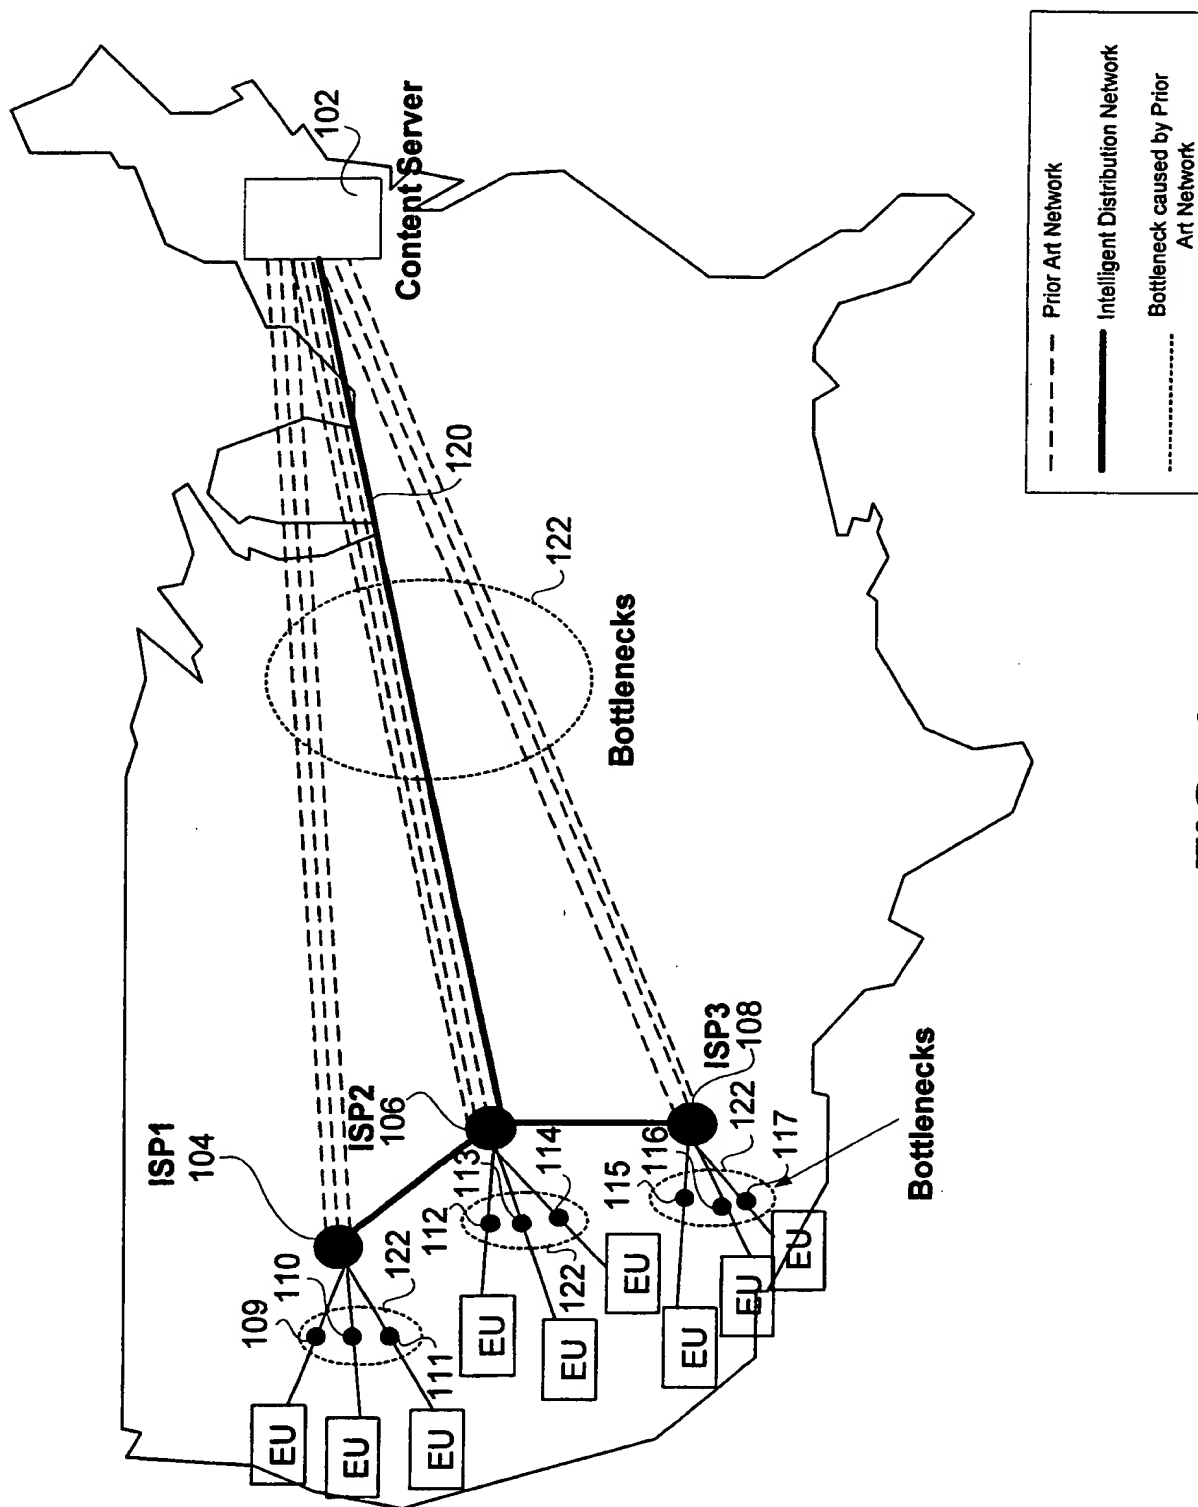 102
Content Server
120
122
Bottlenecks
ISP1
104
ISP2
106
ISP3
108
109
110
111
122
112
113
114
122
115
116
117
122
Bottlenecks
EU
EU
EU
EU
EU
EU
EU
EU
EU
Prior Art Network
Intelligent Distribution Network
Bottleneck caused by Prior
Art Network